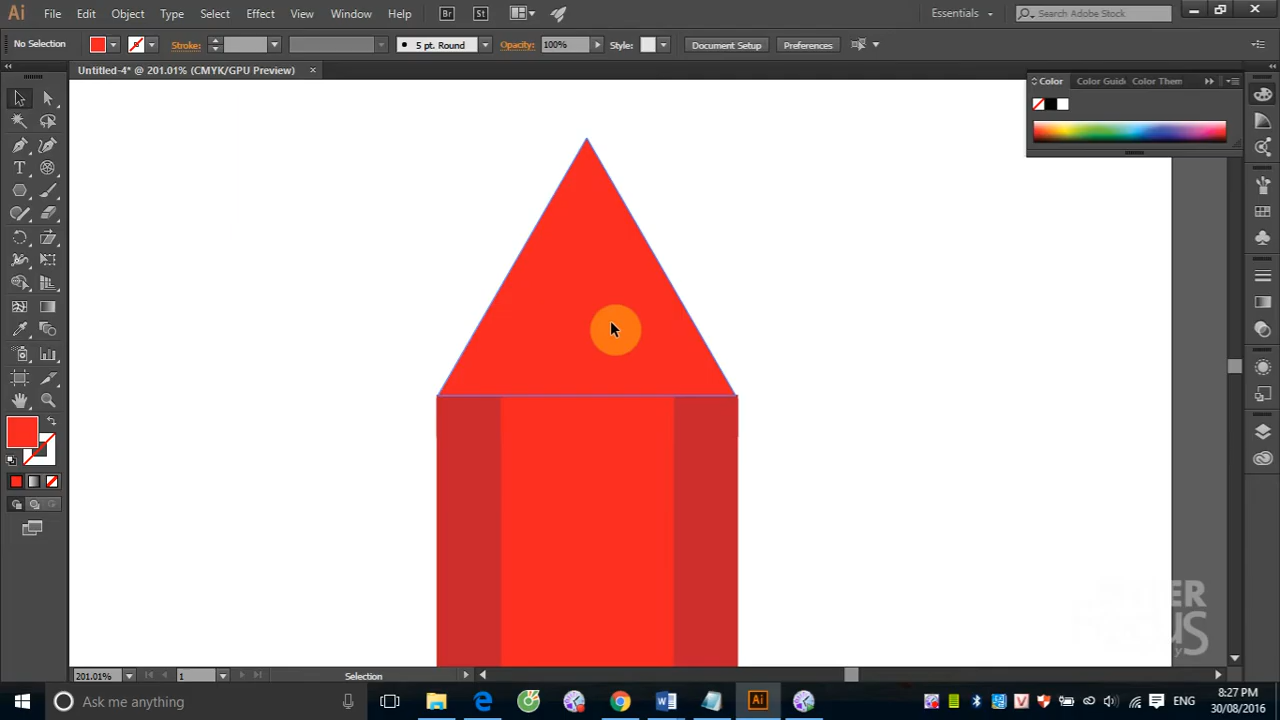 Ai File Edit Object Type Select Effect View Window Help Br St Essentials Search Adobe Stock
No Selection Stroke: 5 pt. Round Opacity: 100% Style: Document Setup Preferences
Untitled-4* @ 201.01% (CMYK/GPU Preview)
Color Color Guide Color Them
201.01% 1 Selection
Ask me anything Ai ENG 8:27 PM
30/08/2016